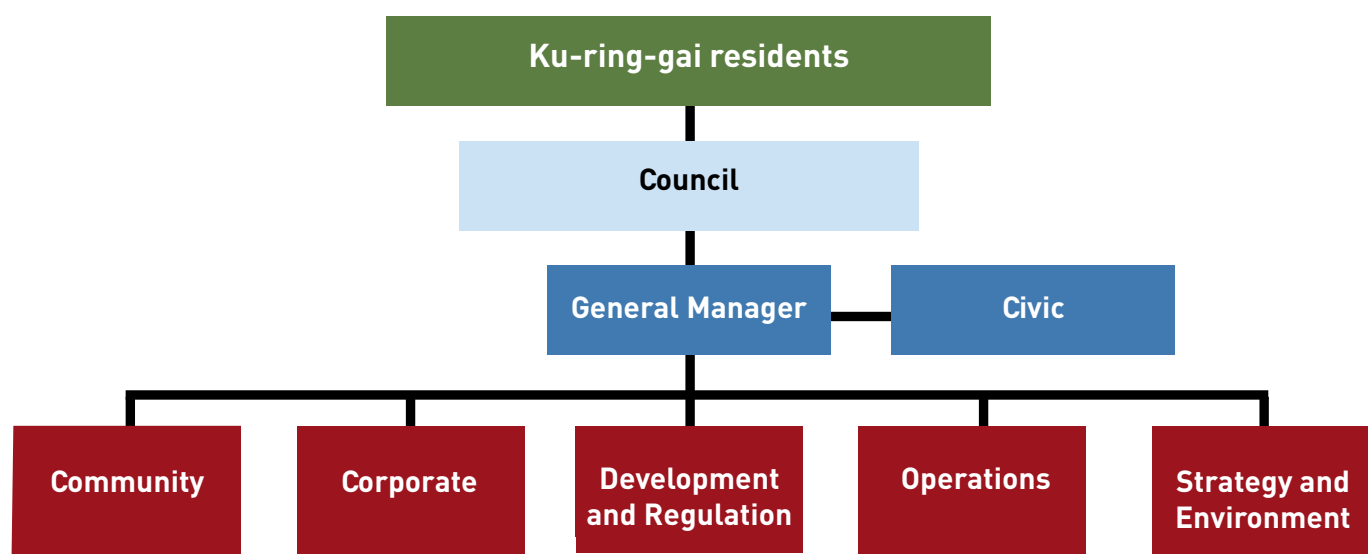 Ku-ring-gai residents
Council
General Manager
Civic
Community
Corporate
Development
and Regulation
Operations
Strategy and
Environment